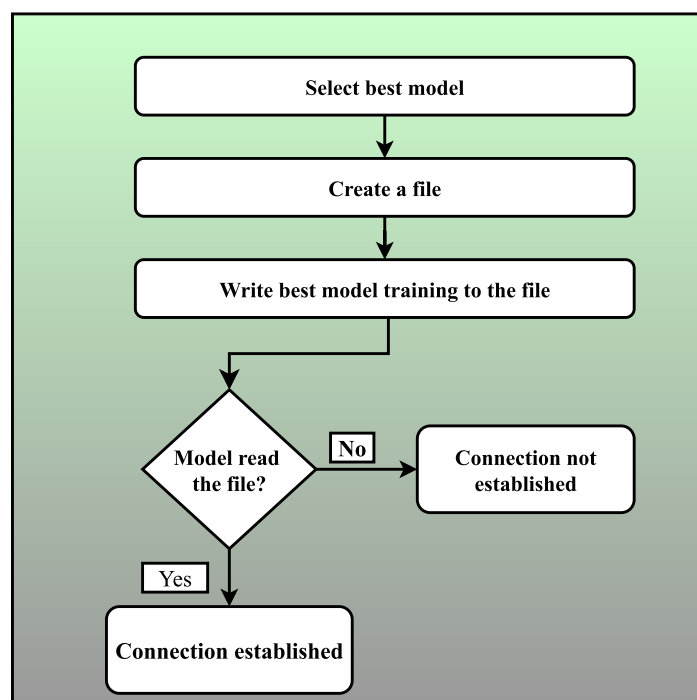 Select best model
Create a file
Write best model training to the file
Model read
the file?
No
Connection not
established
Yes
Connection established